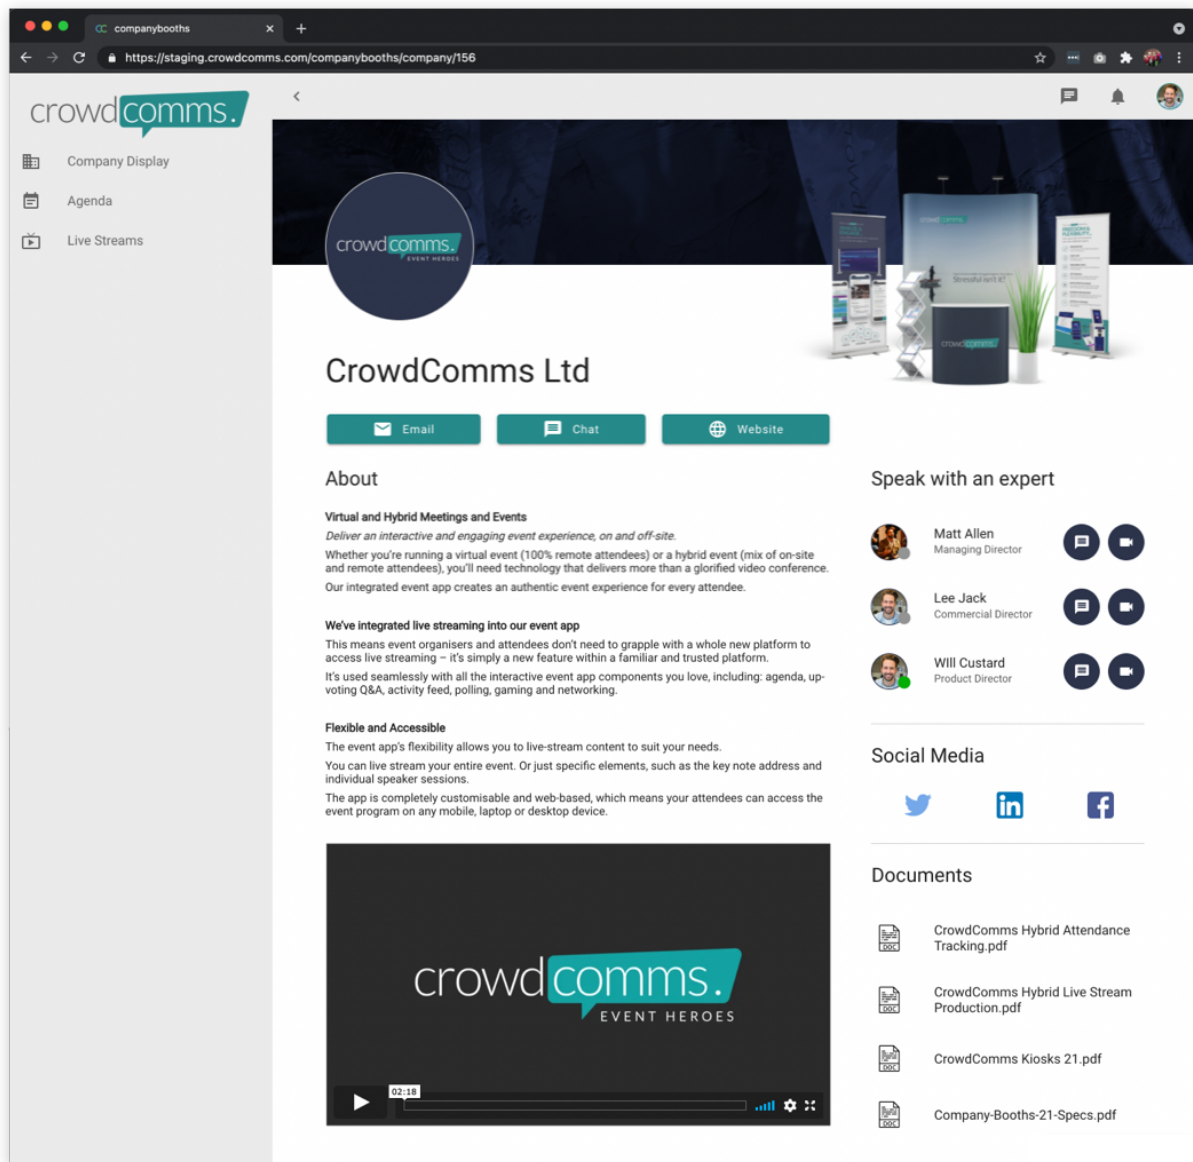 companybooths
https://staging.crowdcomms.com/companybooths/company/156
crowdcomms.
Company Display
Agenda
Live Streams
crowdcomms.
EVENT HEROES
crowdcomms.
Stressful isn't it?
crowdcomms.
CrowdComms Ltd
Email
Chat
Website
About
Virtual and Hybrid Meetings and Events
Deliver an interactive and engaging event experience, on and off-site.
Whether you're running a virtual event (100% remote attendees) or a hybrid event (mix of on-site
and remote attendees), you'll need technology that delivers more than a glorified video conference.
Our integrated event app creates an authentic event experience for every attendee.
We've integrated live streaming into our event app
This means event organisers and attendees don't need to grapple with a whole new platform to
access live streaming – it's simply a new feature within a familiar and trusted platform.
It's used seamlessly with all the interactive event app components you love, including: agenda, up-
voting Q&A, activity feed, polling, gaming and networking.
Flexible and Accessible
The event app's flexibility allows you to live-stream content to suit your needs.
You can live stream your entire event. Or just specific elements, such as the key note address and
individual speaker sessions.
The app is completely customisable and web-based, which means your attendees can access the
event program on any mobile, laptop or desktop device.
crowdcomms.
EVENT HEROES
02:18
Speak with an expert
Matt Allen
Managing Director
Lee Jack
Commercial Director
WIll Custard
Product Director
Social Media
Documents
DOC
CrowdComms Hybrid Attendance
Tracking.pdf
DOC
CrowdComms Hybrid Live Stream
Production.pdf
DOC
CrowdComms Kiosks 21.pdf
DOC
Company-Booths-21-Specs.pdf